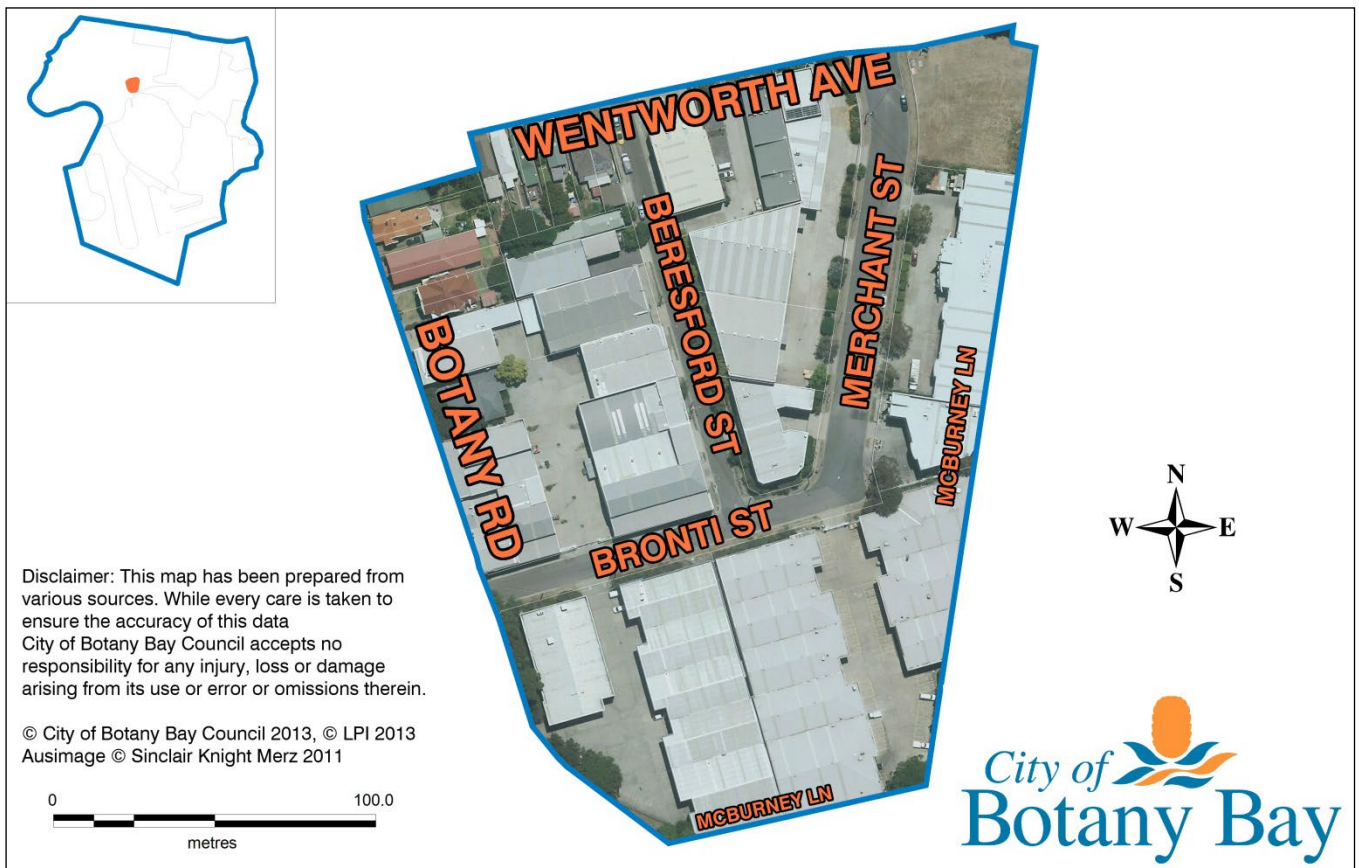 WENTWORTH AVE
BERESFORD ST
MERCHANT ST
BOTANY RD
MCBURNEY LN
BRONTI ST
MCBURNEY LN
N
W E
S
Disclaimer: This map has been prepared from
various sources. While every care is taken to
ensure the accuracy of this data
City of Botany Bay Council accepts no
responsibility for any injury, loss or damage
arising from its use or error or omissions therein.
© City of Botany Bay Council 2013, © LPI 2013
Ausimage © Sinclair Knight Merz 2011
0 100.0
metres
City of
Botany Bay